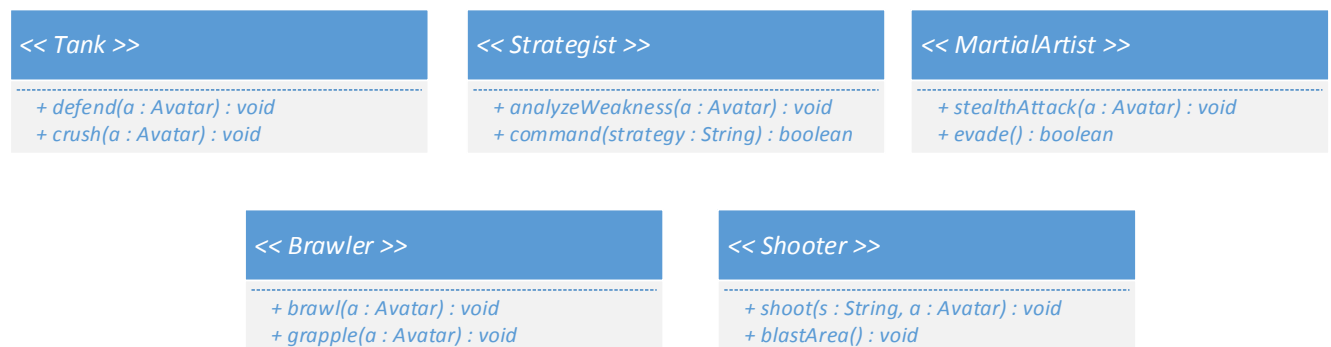 << Tank >>
+ defend(a : Avatar) : void
+ crush(a : Avatar) : void
<< Strategist >>
+ analyzeWeakness(a : Avatar) : void
+ command(strategy : String) : boolean
<< MartialArtist >>
+ stealthAttack(a : Avatar) : void
+ evade() : boolean
<< Brawler >>
+ brawl(a : Avatar) : void
+ grapple(a : Avatar) : void
<< Shooter >>
+ shoot(s : String, a : Avatar) : void
+ blastArea() : void